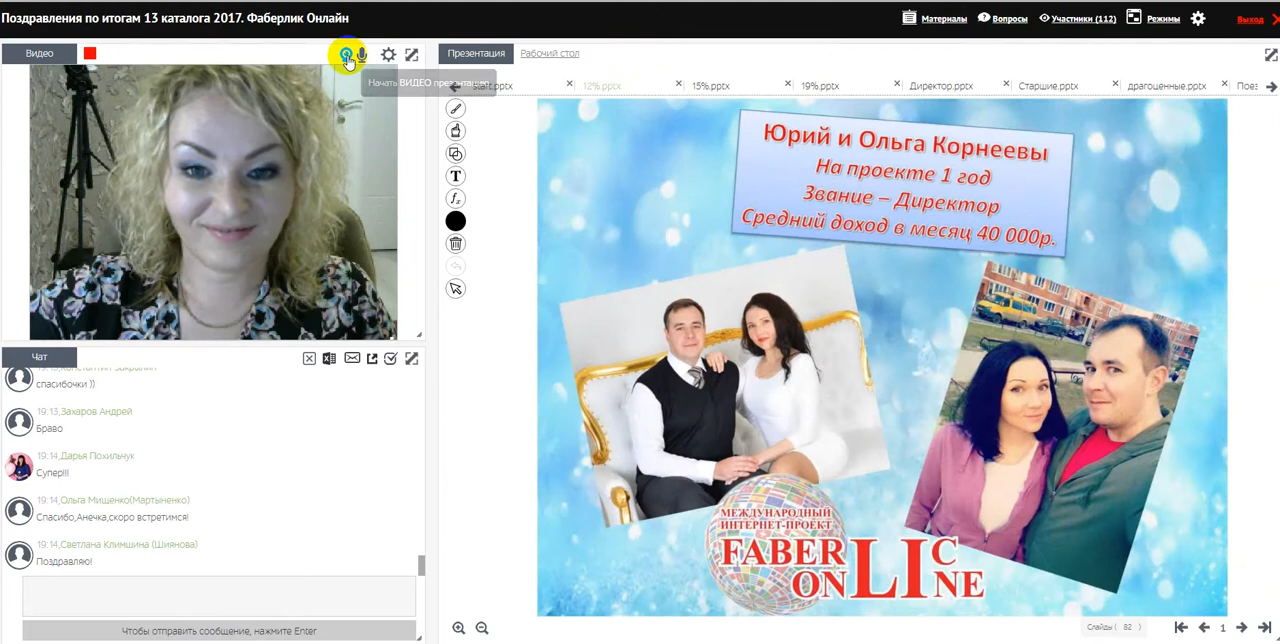 Поздравления по итогам 13 каталога 2017. Фаберлик Онлайн
Материалы
Вопросы
Участники (112)
Режимы
Выход
Видео
Начать ВИДЕО презентацию
Презентация
Рабочий стол
start.pptx
12%.pptx
15%.pptx
19%.pptx
Директор.pptx
Старшие.pptx
драгоценные.pptx
Поез
Юрий и Ольга Корнеевы
На проекте 1 год
Звание – Директор
Средний доход в месяц 40 000р.
МЕЖДУНАРОДНЫЙ
ИНТЕРНЕТ-ПРОЕКТ
FABERLIC
ONLINE
Чат
спасибочки ))
19:13,Захаров Андрей
Браво
19:14,Дарья Похильчук
Супер!!!
19:14,Ольга Мищенко(Мартыненко)
Спасибо,Анечка,скоро встретимся!
19:14,Светлана Климшина (Шиянова)
Поздравляю!
Чтобы отправить сообщение, нажмите Enter
Слайды ( 82 )
1